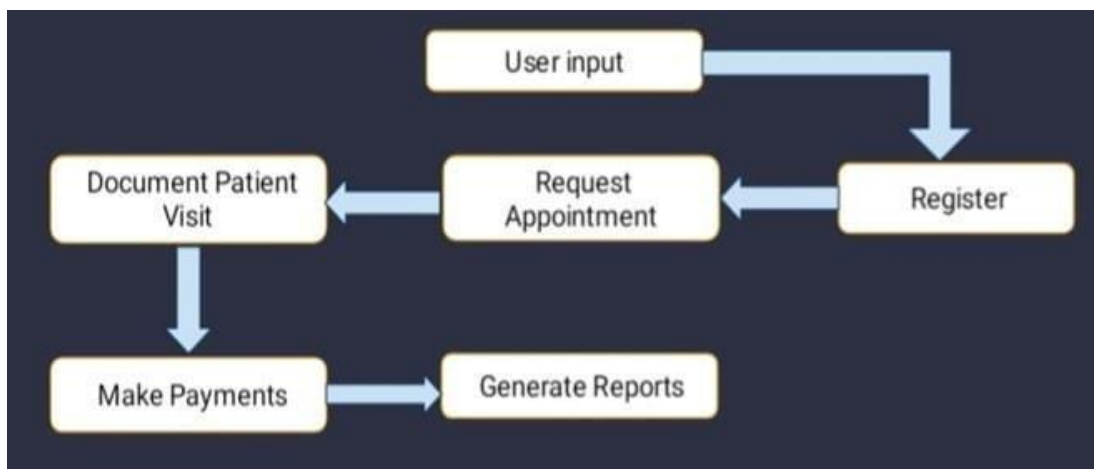 User input
Register
Request
Appointment
Document Patient
Visit
Make Payments
Generate Reports